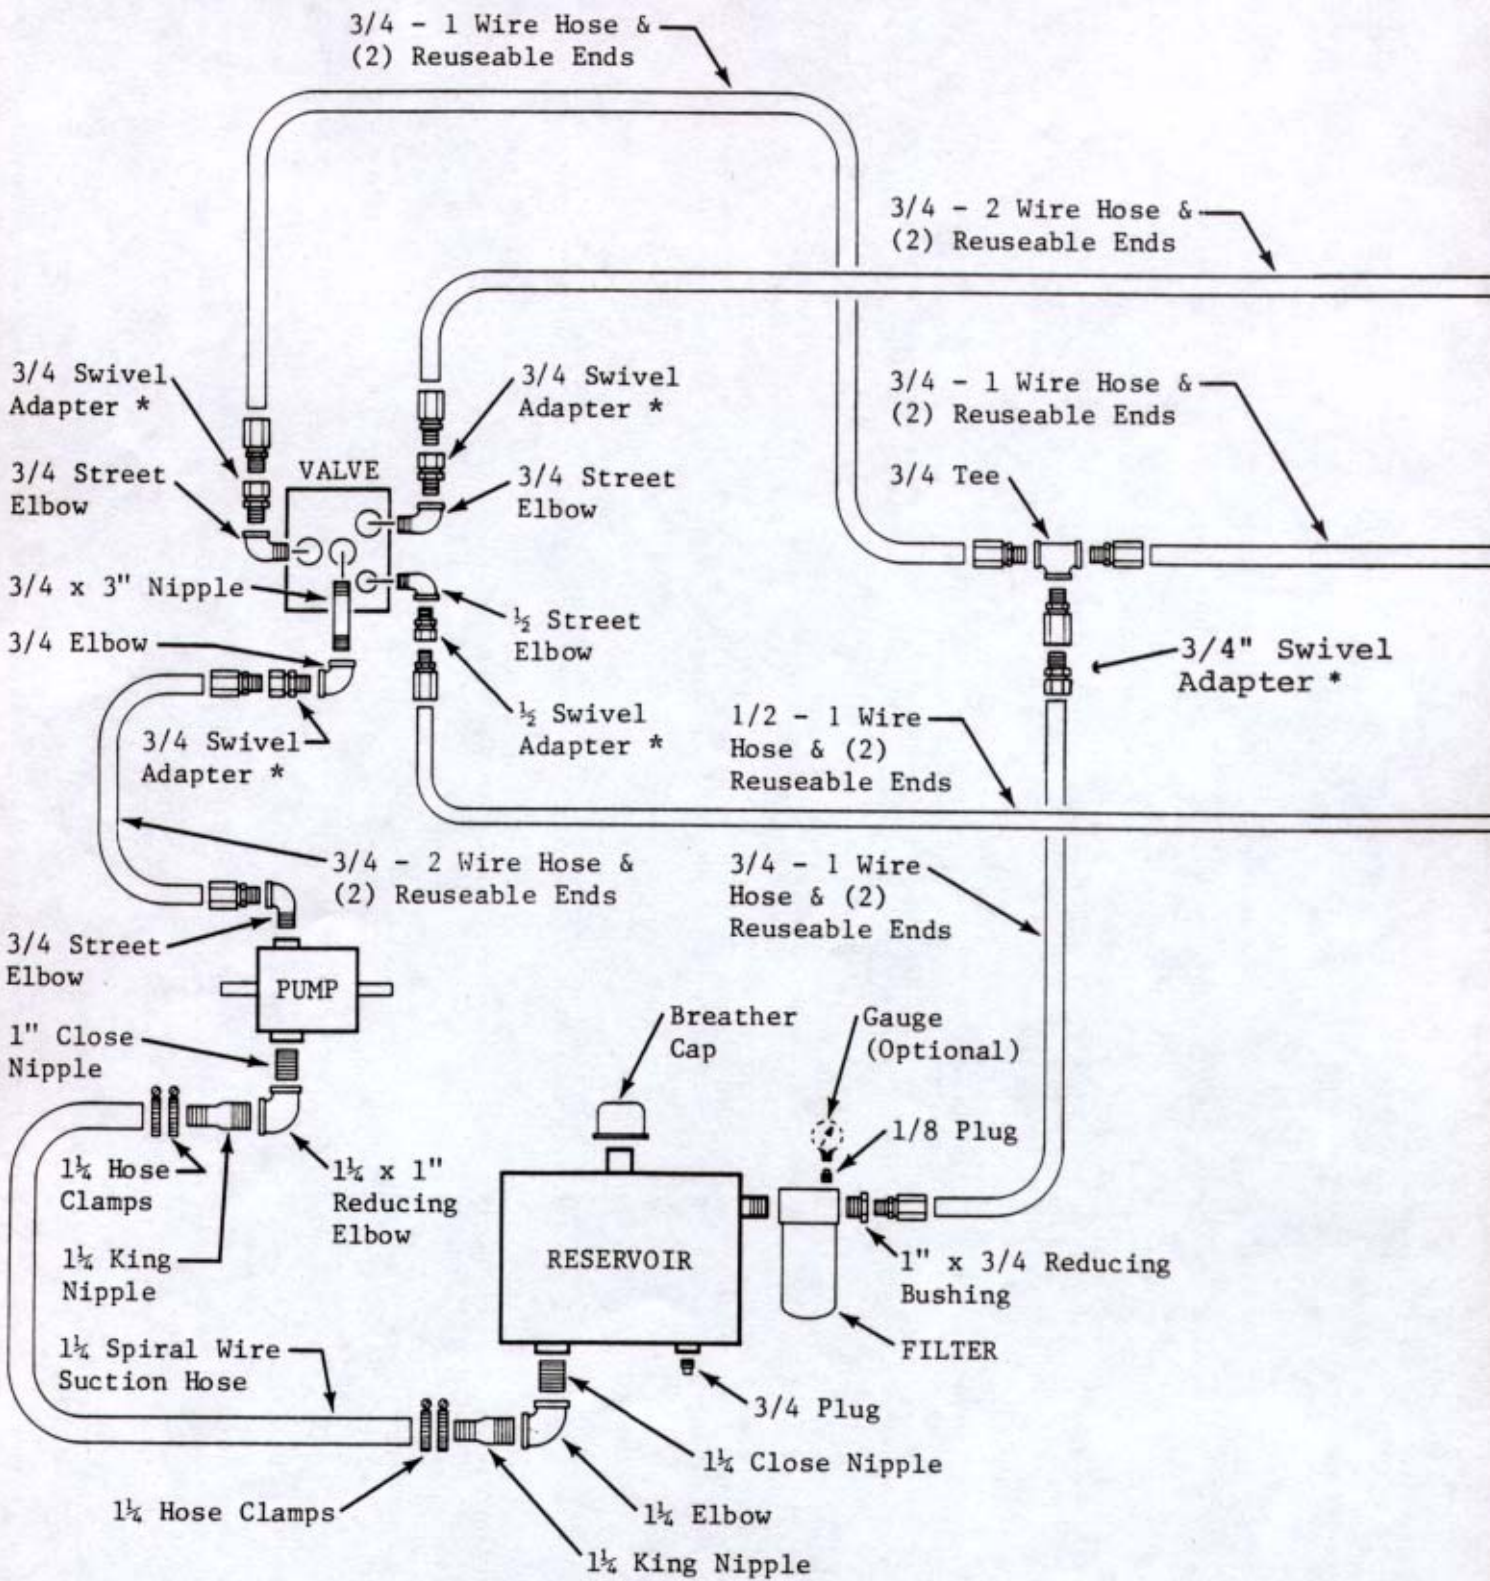 3/4 - 1 Wire Hose &
(2) Reuseable Ends
3/4 - 2 Wire Hose &
(2) Reuseable Ends
3/4 Swivel
Adapter *
3/4 Swivel
Adapter *
3/4 - 1 Wire Hose &
(2) Reuseable Ends
3/4 Street
Elbow
VALVE
3/4 Street
Elbow
3/4 Tee
3/4 x 3" Nipple
3/4 Elbow
½ Street
Elbow
3/4" Swivel
Adapter *
3/4 Swivel
Adapter *
½ Swivel
Adapter *
1/2 - 1 Wire
Hose & (2)
Reuseable Ends
3/4 - 2 Wire Hose &
(2) Reuseable Ends
3/4 - 1 Wire
Hose & (2)
Reuseable Ends
3/4 Street
Elbow
PUMP
1" Close
Nipple
Breather
Cap
Gauge
(Optional)
1/8 Plug
1¼ Hose
Clamps
1¼ x 1"
Reducing
Elbow
1¼ King
Nipple
RESERVOIR
1" x 3/4 Reducing
Bushing
FILTER
1¼ Spiral Wire
Suction Hose
3/4 Plug
1¼ Close Nipple
1¼ Hose Clamps
1¼ Elbow
1¼ King Nipple